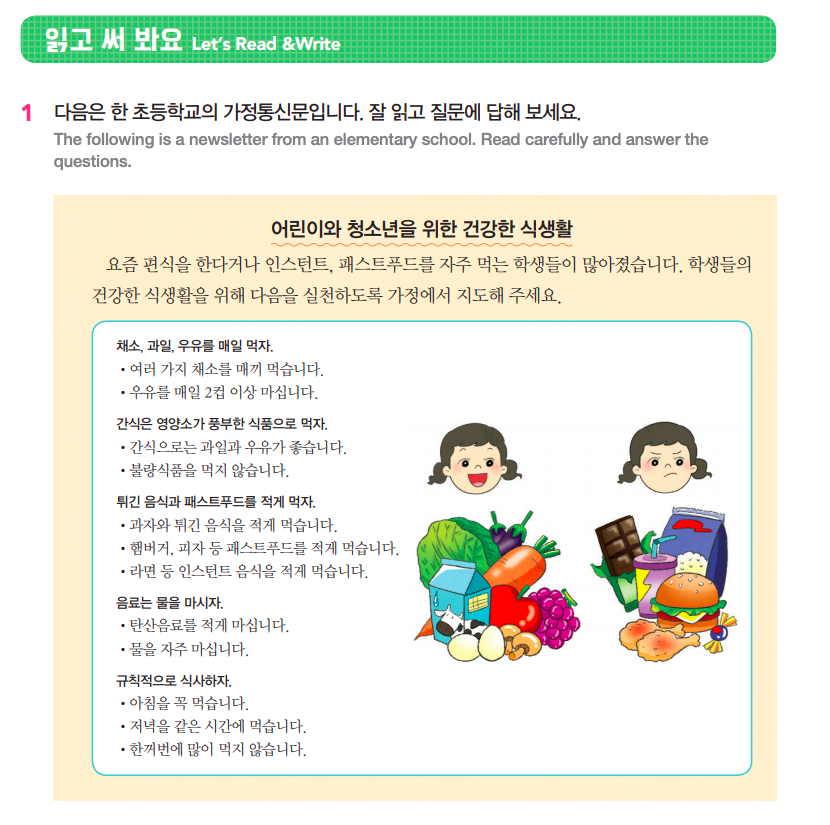 읽고 써 봐요 Let's Read &Write
1 다음은 한 초등학교의 가정통신문입니다. 잘 읽고 질문에 답해 보세요.
The following is a newsletter from an elementary school. Read carefully and answer the
questions.
어린이와 청소년을 위한 건강한 식생활
요즘 편식을 한다거나 인스턴트, 패스트푸드를 자주 먹는 학생들이 많아졌습니다. 학생들의
건강한 식생활을 위해 다음을 실천하도록 가정에서 지도해 주세요.
채소, 과일, 우유를 매일 먹자.
• 여러 가지 채소를 매끼 먹습니다.
• 우유를 매일 2컵 이상 마십니다.
간식은 영양소가 풍부한 식품으로 먹자.
• 간식으로는 과일과 우유가 좋습니다.
• 불량식품을 먹지 않습니다.
튀긴 음식과 패스트푸드를 적게 먹자.
• 과자와 튀긴 음식을 적게 먹습니다.
• 햄버거, 피자 등 패스트푸드를 적게 먹습니다.
• 라면 등 인스턴트 음식을 적게 먹습니다.
음료는 물을 마시자.
• 탄산음료를 적게 마십니다.
• 물을 자주 마십니다.
규칙적으로 식사하자.
• 아침을 꼭 먹습니다.
• 저녁을 같은 시간에 먹습니다.
• 한꺼번에 많이 먹지 않습니다.